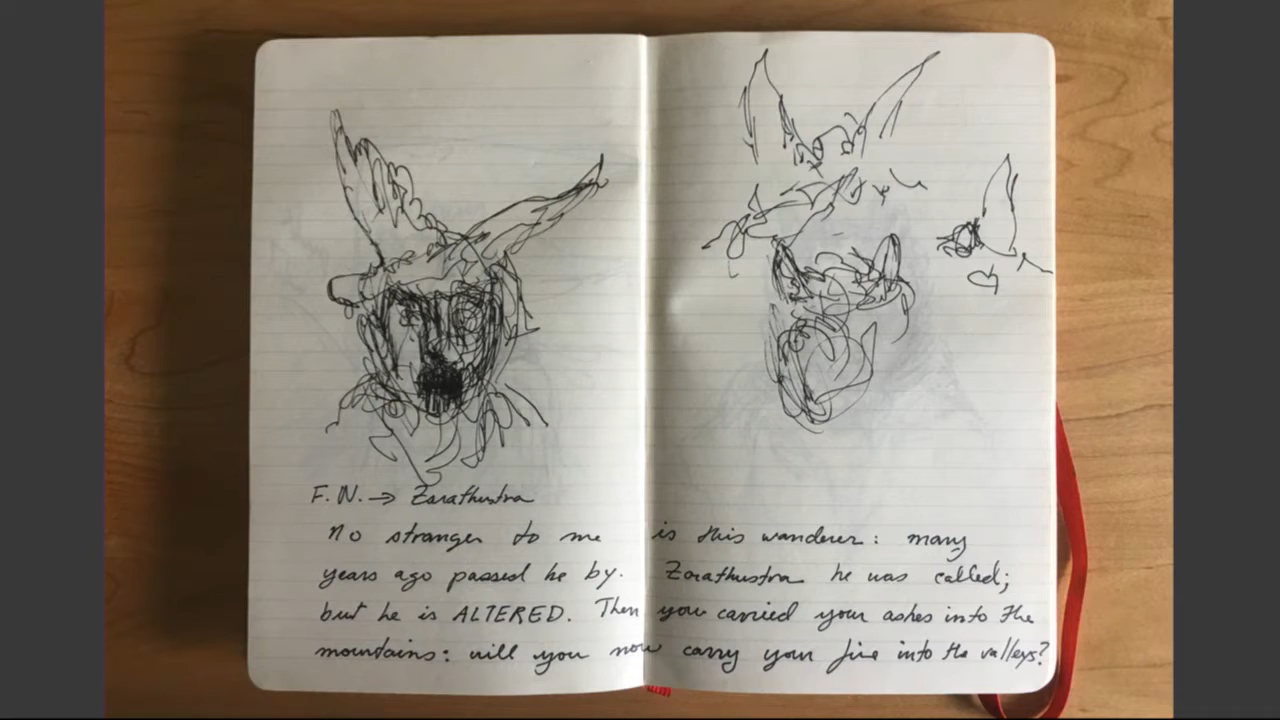 F. N. → Zarathustra
no stranger to me is this wanderer: many
years ago passed he by. Zarathustra he was called;
but he is ALTERED. Then you carried your ashes into the
mountains: will you now carry your fire into the valleys?